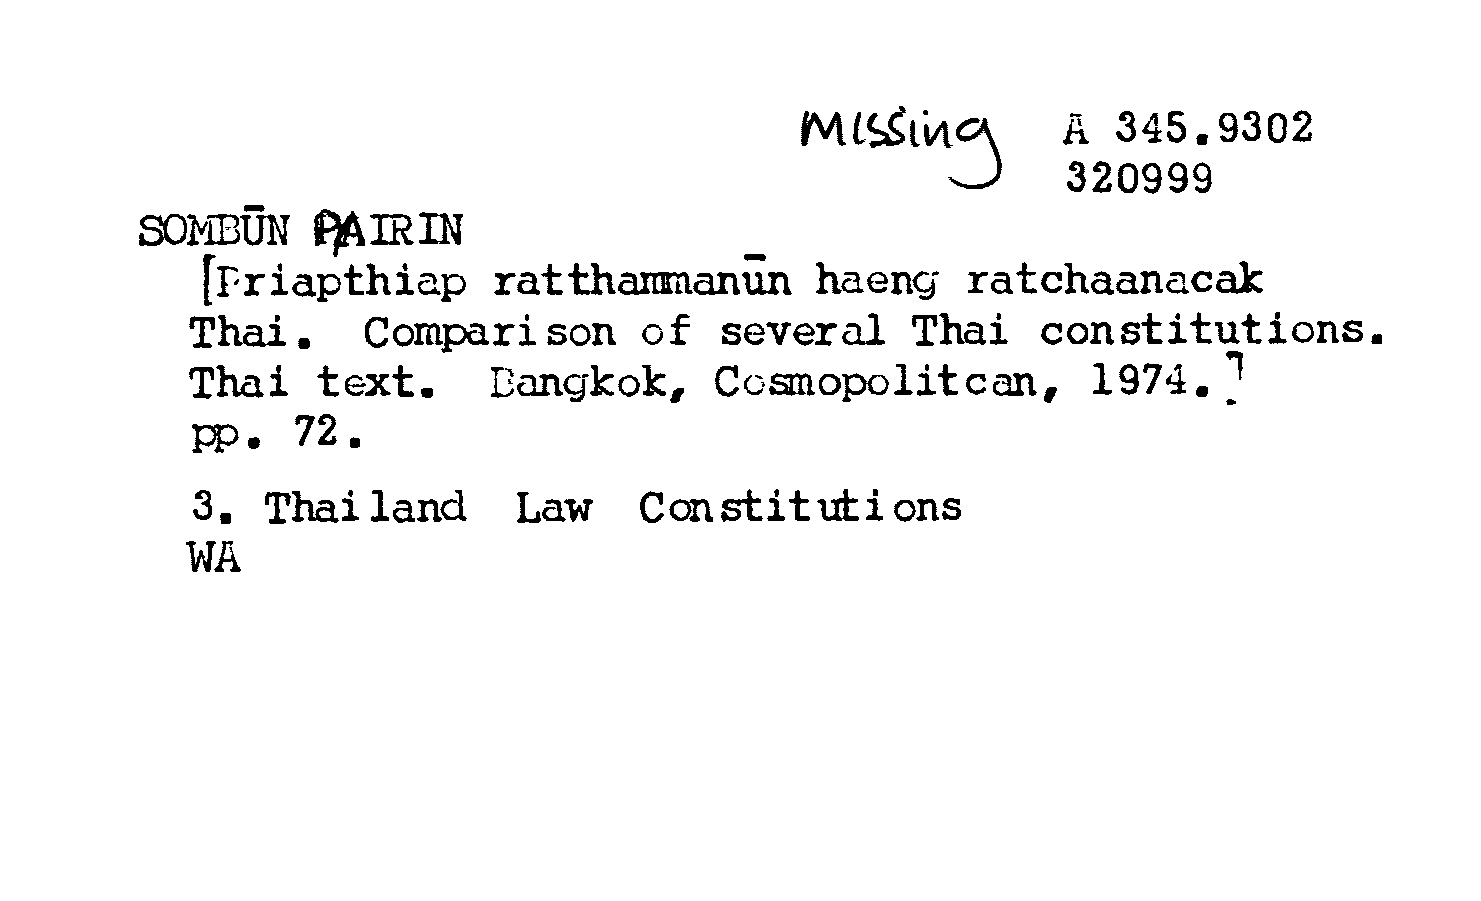 Missing A 345.9302
320999
SOMBŪN PAIRIN
[Priapthiap ratthammanūn haeng ratchaanacak
Thai. Comparison of several Thai constitutions.
Thai text. Bangkok, Cosmopolitcan, 1974.]
pp. 72.
3. Thailand Law Constitutions
WA